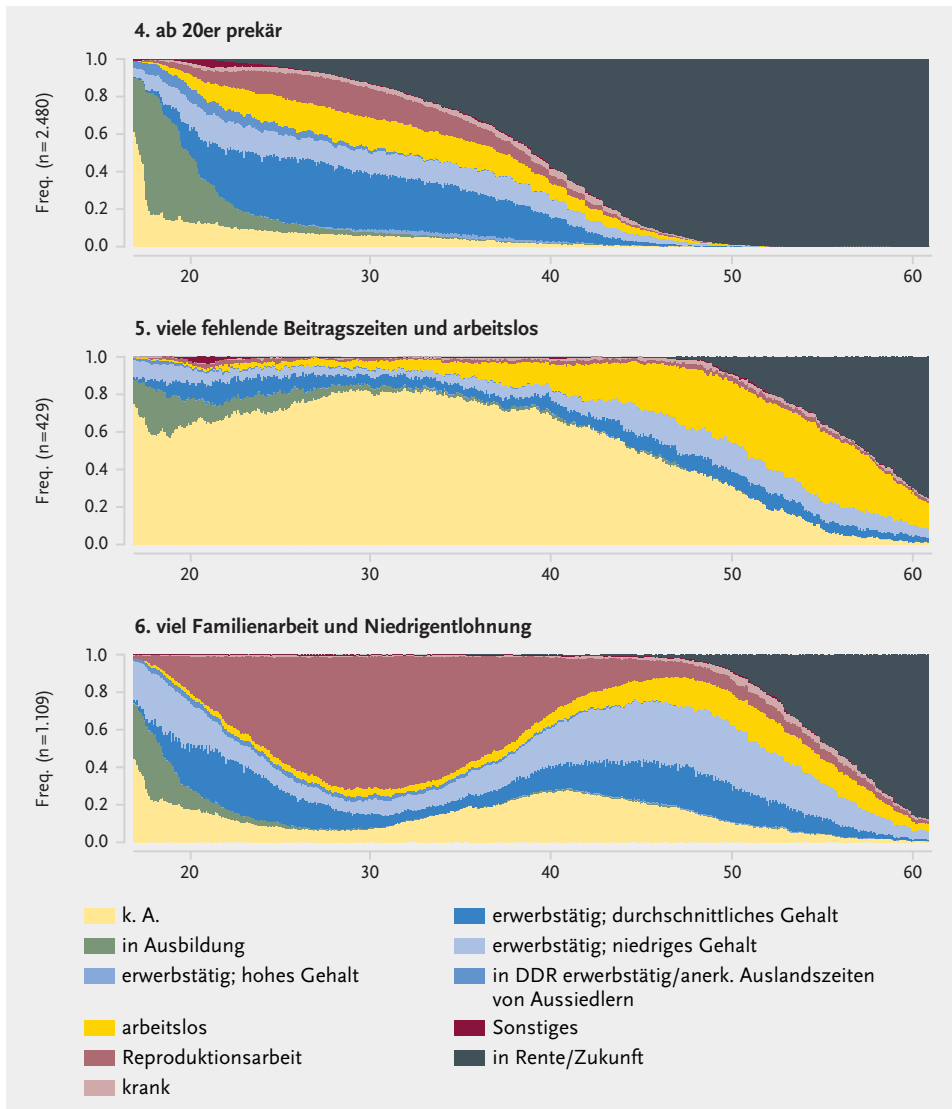 4. ab 20er prekär
Freq. (n=2.480)
1.0
0.8
0.6
0.4
0.2
0.0
20 30 40 50 60
5. viele fehlende Beitragszeiten und arbeitslos
Freq. (n=429)
1.0
0.8
0.6
0.4
0.2
0.0
20 30 40 50 60
6. viel Familienarbeit und Niedrigentlohnung
Freq. (n=1.109)
1.0
0.8
0.6
0.4
0.2
0.0
20 30 40 50 60
k. A.
in Ausbildung
erwerbstätig; hohes Gehalt
arbeitslos
Reproduktionsarbeit
krank
erwerbstätig; durchschnittliches Gehalt
erwerbstätig; niedriges Gehalt
in DDR erwerbstätig/anerk. Auslandszeiten
von Aussiedlern
Sonstiges
in Rente/Zukunft